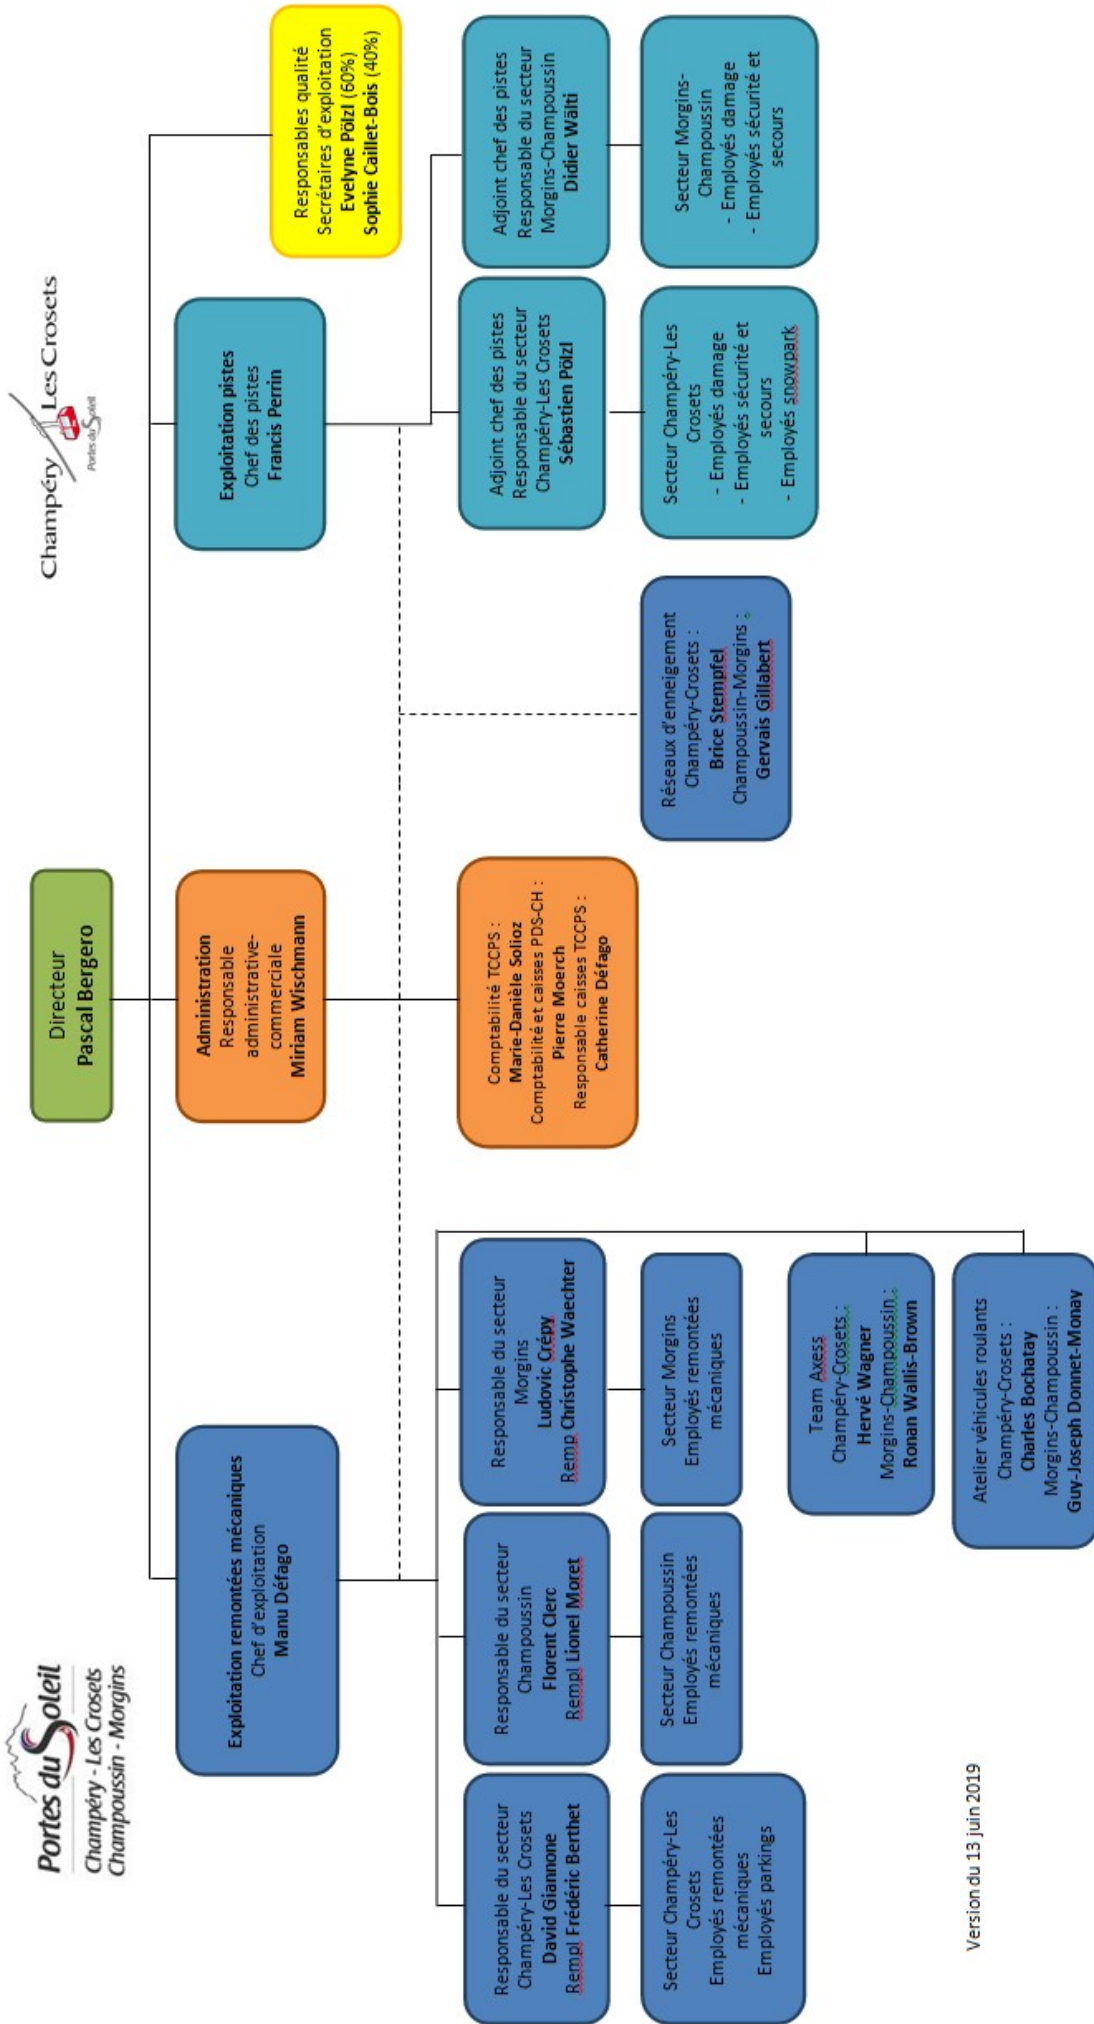 Portes du Soleil
Champéry - Les Crosets
Champoussin - Morgins
Champéry Les Crosets
Portes du Soleil
Directeur
Pascal Bergero
Exploitation remontées mécaniques
Chef d'exploitation
Manu Défago
Administration
Responsable
administrative-
commerciale
Miriam Wischmann
Exploitation pistes
Chef des pistes
Francis Perrin
Responsables qualité
Secrétaires d'exploitation
Evelyne Pölzl (60%)
Sophie Caillet-Bois (40%)
Responsable du secteur
Champéry-Les Crosets
David Giannone
Rempl Frédéric Berthet
Responsable du secteur
Champoussin
Florent Clerc
Rempl Lionel Moret
Responsable du secteur
Morgins
Ludovic Crépy
Remp Christophe Waechter
Comptabilité TCCPS :
Marie-Danièle Solioz
Comptabilité et caisses PDS-CH :
Pierre Moerch
Responsable caisses TCCPS :
Catherine Défago
Adjoint chef des pistes
Responsable du secteur
Champéry-Les Crosets
Sébastien Pölzl
Adjoint chef des pistes
Responsable du secteur
Morgins-Champoussin
Didier Wälti
Secteur Champéry-Les
Crosets
Employés remontées
mécaniques
Employés parkings
Secteur Champoussin
Employés remontées
mécaniques
Secteur Morgins
Employés remontées
mécaniques
Réseaux d'enneigement
Champéry-Crosets :
Brice Stempfel
Champoussin-Morgins :
Gervais Gillabert
Secteur Champéry-Les
Crosets
- Employés damage
- Employés sécurité et
secours
- Employés snowpark
Secteur Morgins-
Champoussin
- Employés damage
- Employés sécurité et
secours
Team Axess
Champéry-Crosets :
Hervé Wagner
Morgins-Champoussin :
Ronan Wallis-Brown
Atelier véhicules roulants
Champéry-Crosets :
Charles Bochatay
Morgins-Champoussin :
Guy-Joseph Donnet-Monay
Version du 13 juin 2019